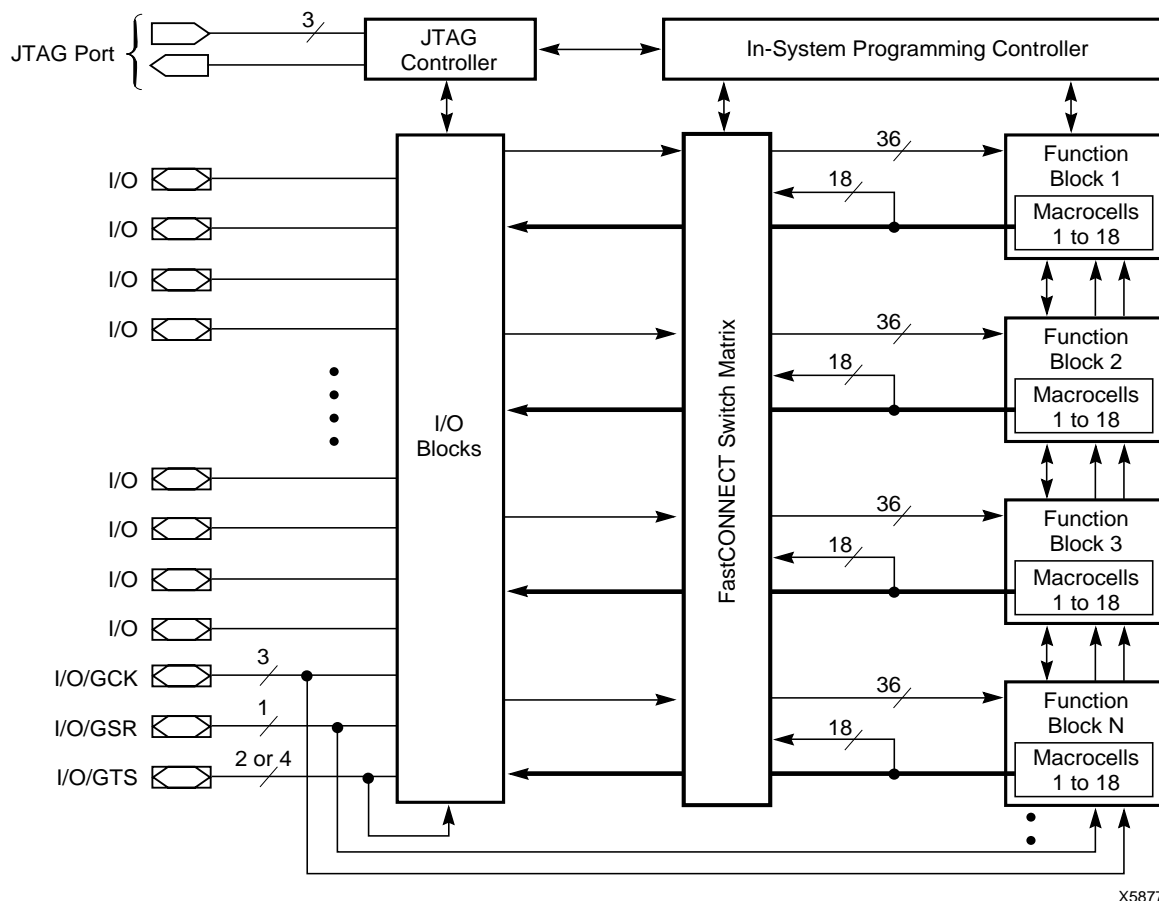 JTAG Port
3
JTAG
Controller
In-System Programming Controller
I/O
I/O
I/O
I/O
I/O
I/O
I/O
I/O
I/O/GCK
3
I/O/GSR
1
I/O/GTS
2 or 4
I/O
Blocks
FastCONNECT Switch Matrix
36
18
Function
Block 1
Macrocells
1 to 18
36
18
Function
Block 2
Macrocells
1 to 18
36
18
Function
Block 3
Macrocells
1 to 18
36
18
Function
Block N
Macrocells
1 to 18
X5877